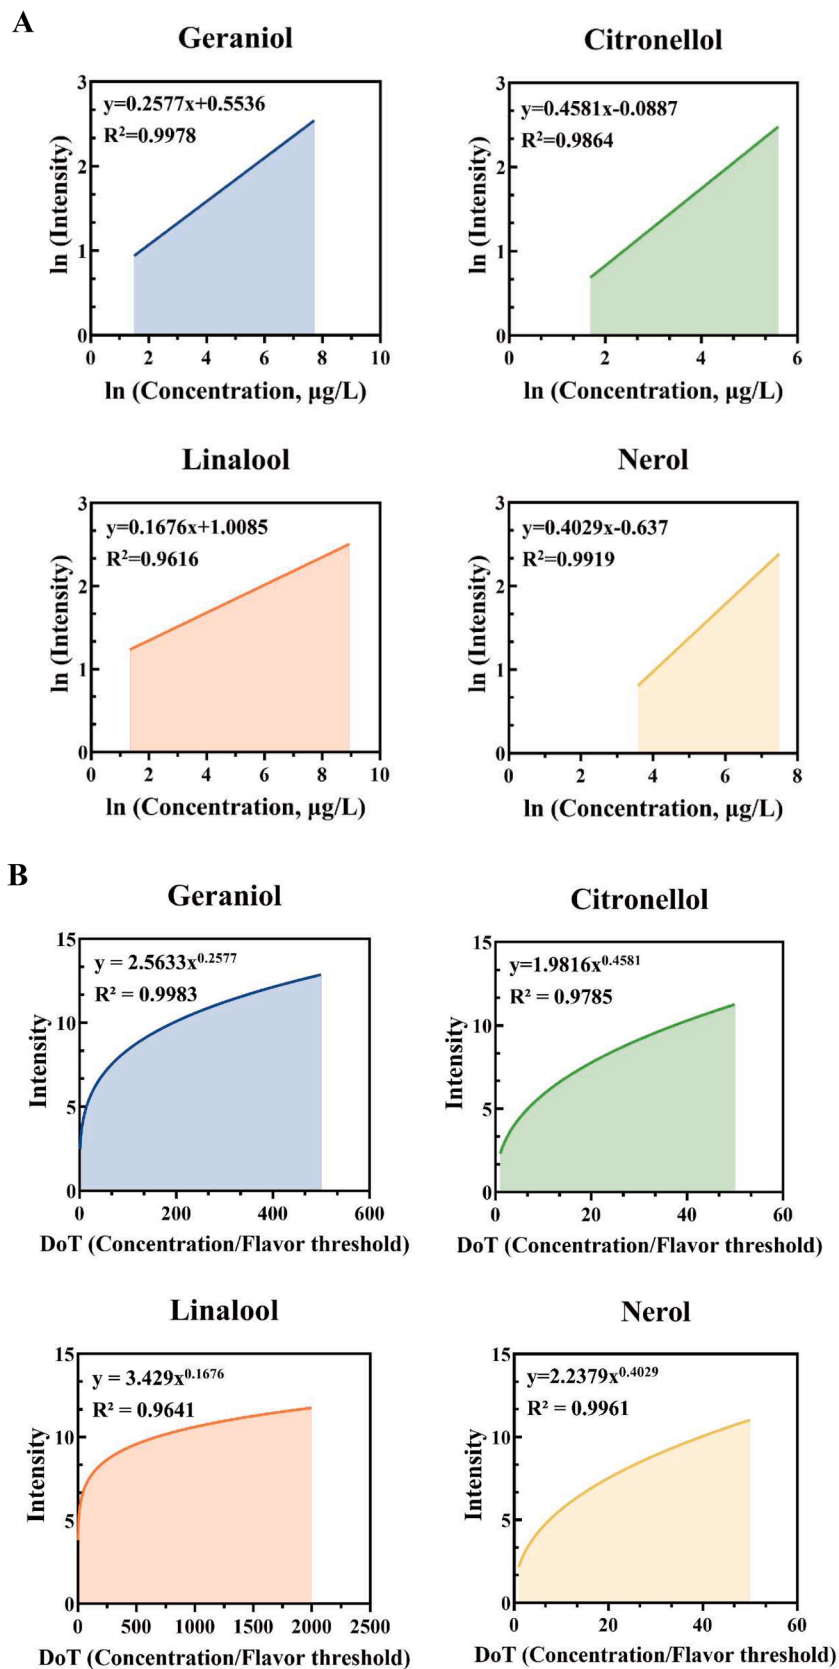 A
Geraniol
y=0.2577x+0.5536
R²=0.9978
3
2
1
0
0 2 4 6 8 10
ln (Intensity)
ln (Concentration, μg/L)
Citronellol
y=0.4581x-0.0887
R²=0.9864
3
2
1
0
0 2 4 6
ln (Intensity)
ln (Concentration, μg/L)
Linalool
y=0.1676x+1.0085
R²=0.9616
3
2
1
0
0 2 4 6 8 10
ln (Intensity)
ln (Concentration, μg/L)
Nerol
y=0.4029x-0.637
R²=0.9919
3
2
1
0
0 2 4 6 8
ln (Intensity)
ln (Concentration, μg/L)
B
Geraniol
y = 2.5633x^0.2577
R² = 0.9983
15
10
5
0
0 200 400 600
Intensity
DoT (Concentration/Flavor threshold)
Citronellol
y=1.9816x^0.4581
R² = 0.9785
15
10
5
0
0 20 40 60
Intensity
DoT (Concentration/Flavor threshold)
Linalool
y = 3.429x^0.1676
R² = 0.9641
15
10
5
0
0 500 1000 1500 2000 2500
Intensity
DoT (Concentration/Flavor threshold)
Nerol
y=2.2379x^0.4029
R² = 0.9961
15
10
5
0
0 20 40 60
Intensity
DoT (Concentration/Flavor threshold)